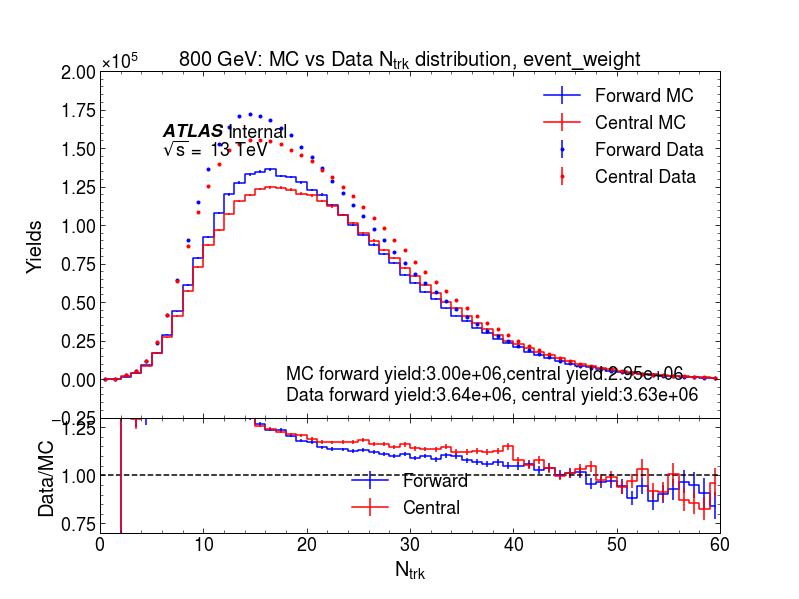 ×10⁵
800 GeV: MC vs Data Nₜᵣₖ distribution, event_weight
2.00
1.75
1.50
1.25
1.00
0.75
0.50
0.25
0.00
−0.25
Yields
ATLAS Internal
√s = 13 TeV
Forward MC
Central MC
Forward Data
Central Data
MC forward yield:3.00e+06,central yield:2.95e+06
Data forward yield:3.64e+06, central yield:3.63e+06
1.25
1.00
0.75
Data/MC
Forward
Central
0 10 20 30 40 50 60
Nₜᵣₖ